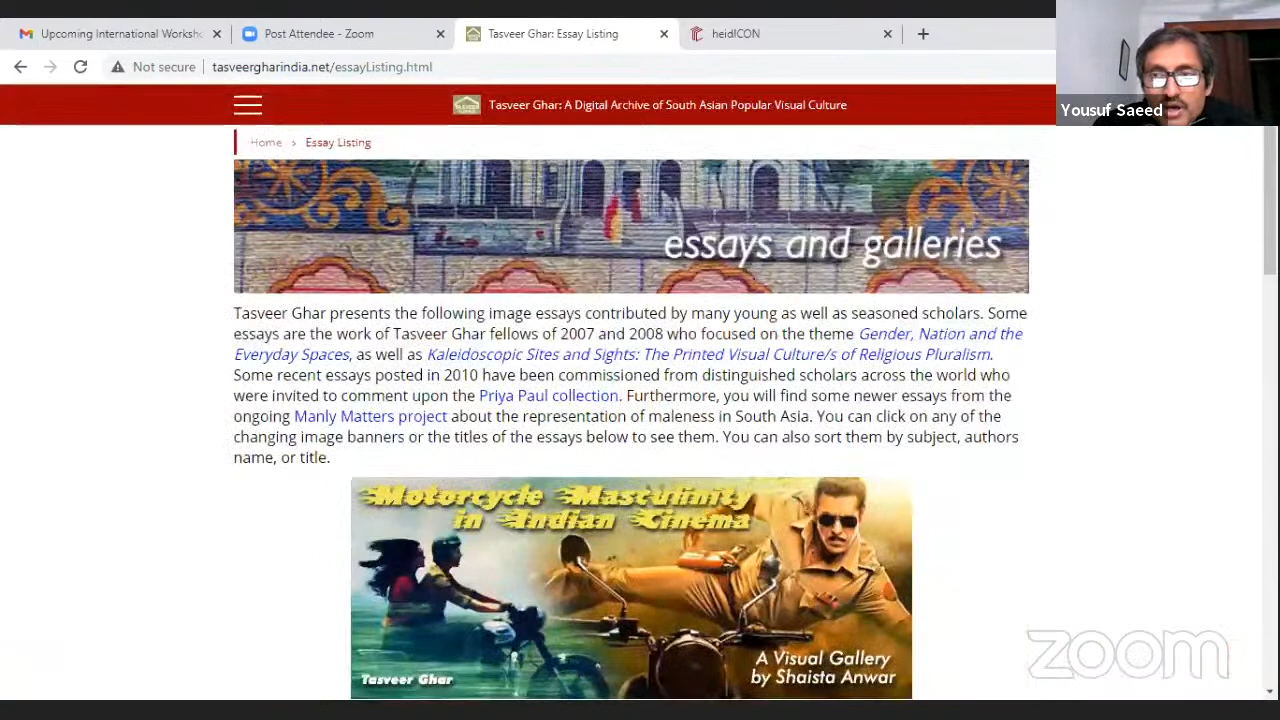 Upcoming International Worksho
Post Attendee - Zoom
Tasveer Ghar: Essay Listing
heidICON
Not secure
tasveergharindia.net/essayListing.html
Yousuf Saeed
Tasveer Ghar: A Digital Archive of South Asian Popular Visual Culture
Home > Essay Listing
essays and galleries
Tasveer Ghar presents the following image essays contributed by many young as well as seasoned scholars. Some
essays are the work of Tasveer Ghar fellows of 2007 and 2008 who focused on the theme Gender, Nation and the
Everyday Spaces, as well as Kaleidoscopic Sites and Sights: The Printed Visual Culture/s of Religious Pluralism.
Some recent essays posted in 2010 have been commissioned from distinguished scholars across the world who
were invited to comment upon the Priya Paul collection. Furthermore, you will find some newer essays from the
ongoing Manly Matters project about the representation of maleness in South Asia. You can click on any of the
changing image banners or the titles of the essays below to see them. You can also sort them by subject, authors
name, or title.
Motorcycle Masculinity
in Indian Cinema
A Visual Gallery
by Shaista Anwar
Tasveer Ghar
zoom